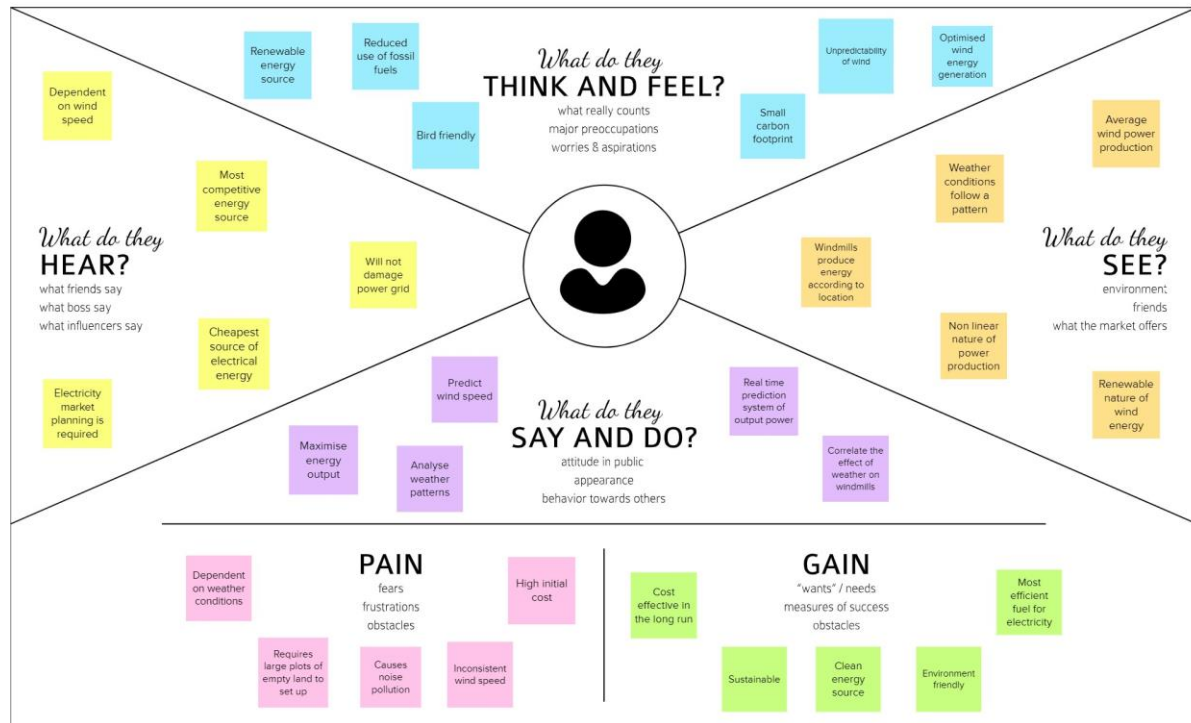 What do they
THINK AND FEEL?
what really counts
major preoccupations
worries & aspirations
Renewable
energy
source
Reduced
use of fossil
fuels
Bird friendly
Unpredictability
of wind
Optimised
wind
energy
generation
Small
carbon
footprint
What do they
HEAR?
what friends say
what boss say
what influencers say
Dependent
on wind
speed
Most
competitive
energy
source
Will not
damage
power grid
Cheapest
source of
electrical
energy
Electricity
market
planning is
required
What do they
SEE?
environment
friends
what the market offers
Average
wind power
production
Weather
conditions
follow a
pattern
Windmills
produce
energy
according to
location
Non linear
nature of
power
production
Renewable
nature of
wind
energy
What do they
SAY AND DO?
attitude in public
appearance
behavior towards others
Predict
wind speed
Maximise
energy
output
Analyse
weather
patterns
Real time
prediction
system of
output power
Correlate the
effect of
weather on
windmills
PAIN
fears
frustrations
obstacles
Dependent
on weather
conditions
High initial
cost
Requires
large plots of
empty land to
set up
Causes
noise
pollution
Inconsistent
wind speed
GAIN
"wants" / needs
measures of success
obstacles
Cost
effective in
the long run
Most
efficient
fuel for
electricity
Sustainable
Clean
energy
source
Environment
friendly